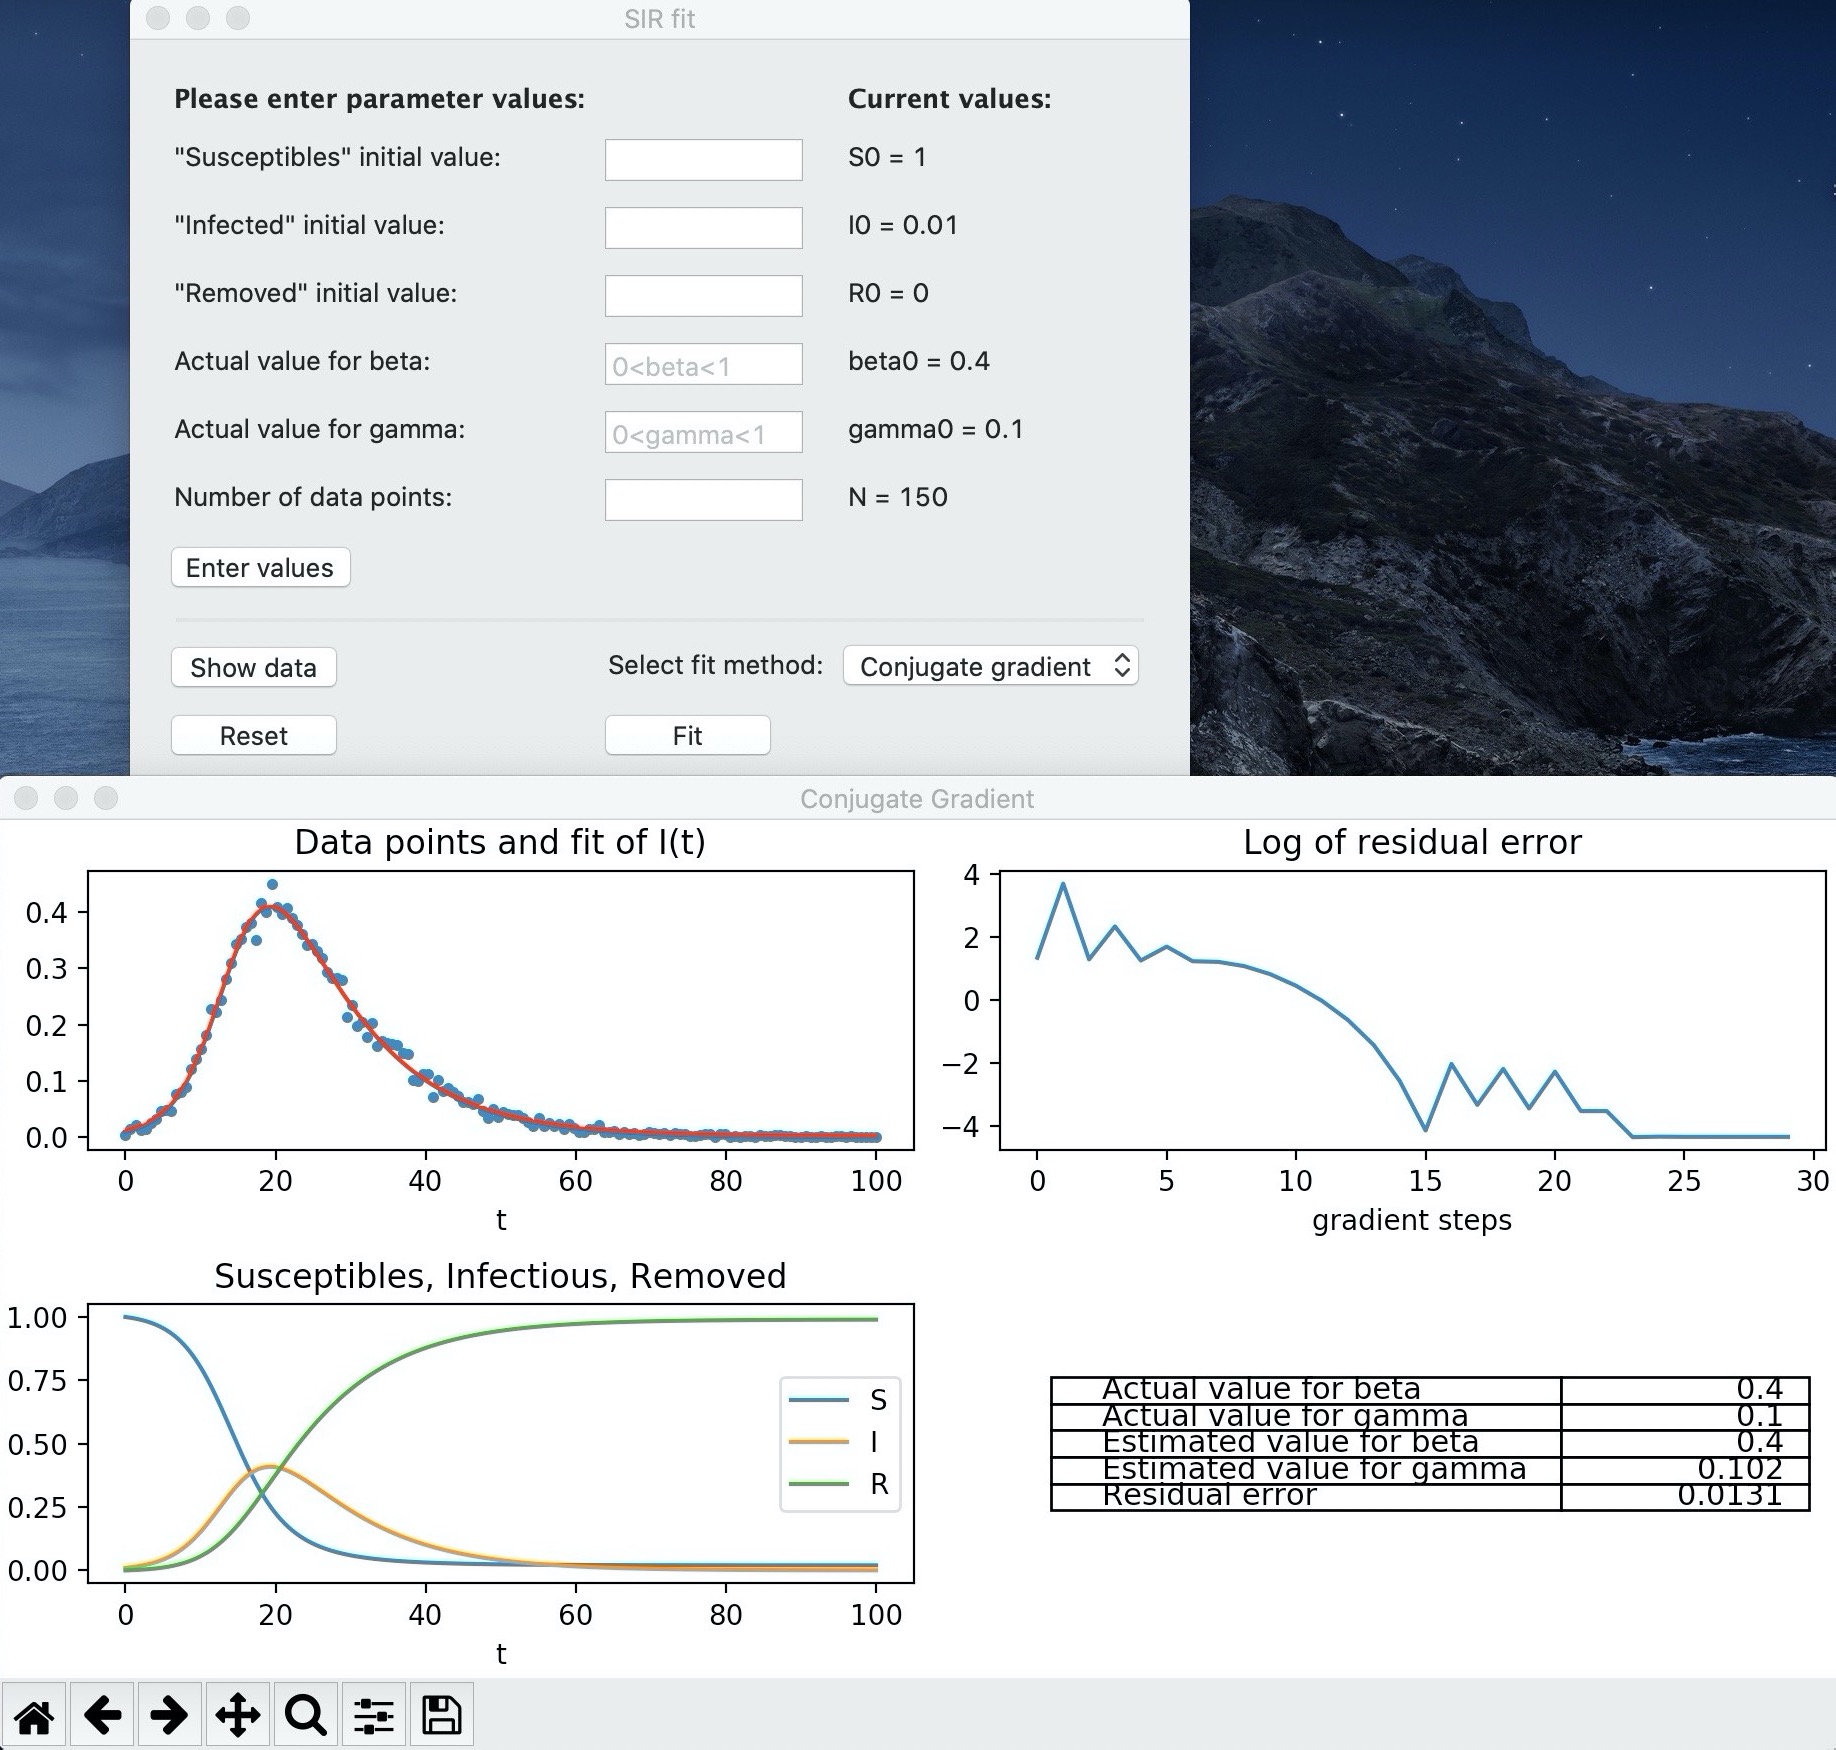 SIR fit
Please enter parameter values:
Current values:
"Susceptibles" initial value:
S0 = 1
"Infected" initial value:
I0 = 0.01
"Removed" initial value:
R0 = 0
Actual value for beta:
0<beta<1
beta0 = 0.4
Actual value for gamma:
0<gamma<1
gamma0 = 0.1
Number of data points:
N = 150
Enter values
Show data
Select fit method:
Conjugate gradient
Reset
Fit
Conjugate Gradient
Data points and fit of I(t)
0.4
0.3
0.2
0.1
0.0
0 20 40 60 80 100
t
Log of residual error
4
2
0
−2
−4
0 5 10 15 20 25 30
gradient steps
Susceptibles, Infectious, Removed
1.00
0.75
0.50
0.25
0.00
S
I
R
0 20 40 60 80 100
t
Actual value for beta 0.4
Actual value for gamma 0.1
Estimated value for beta 0.4
Estimated value for gamma 0.102
Residual error 0.0131